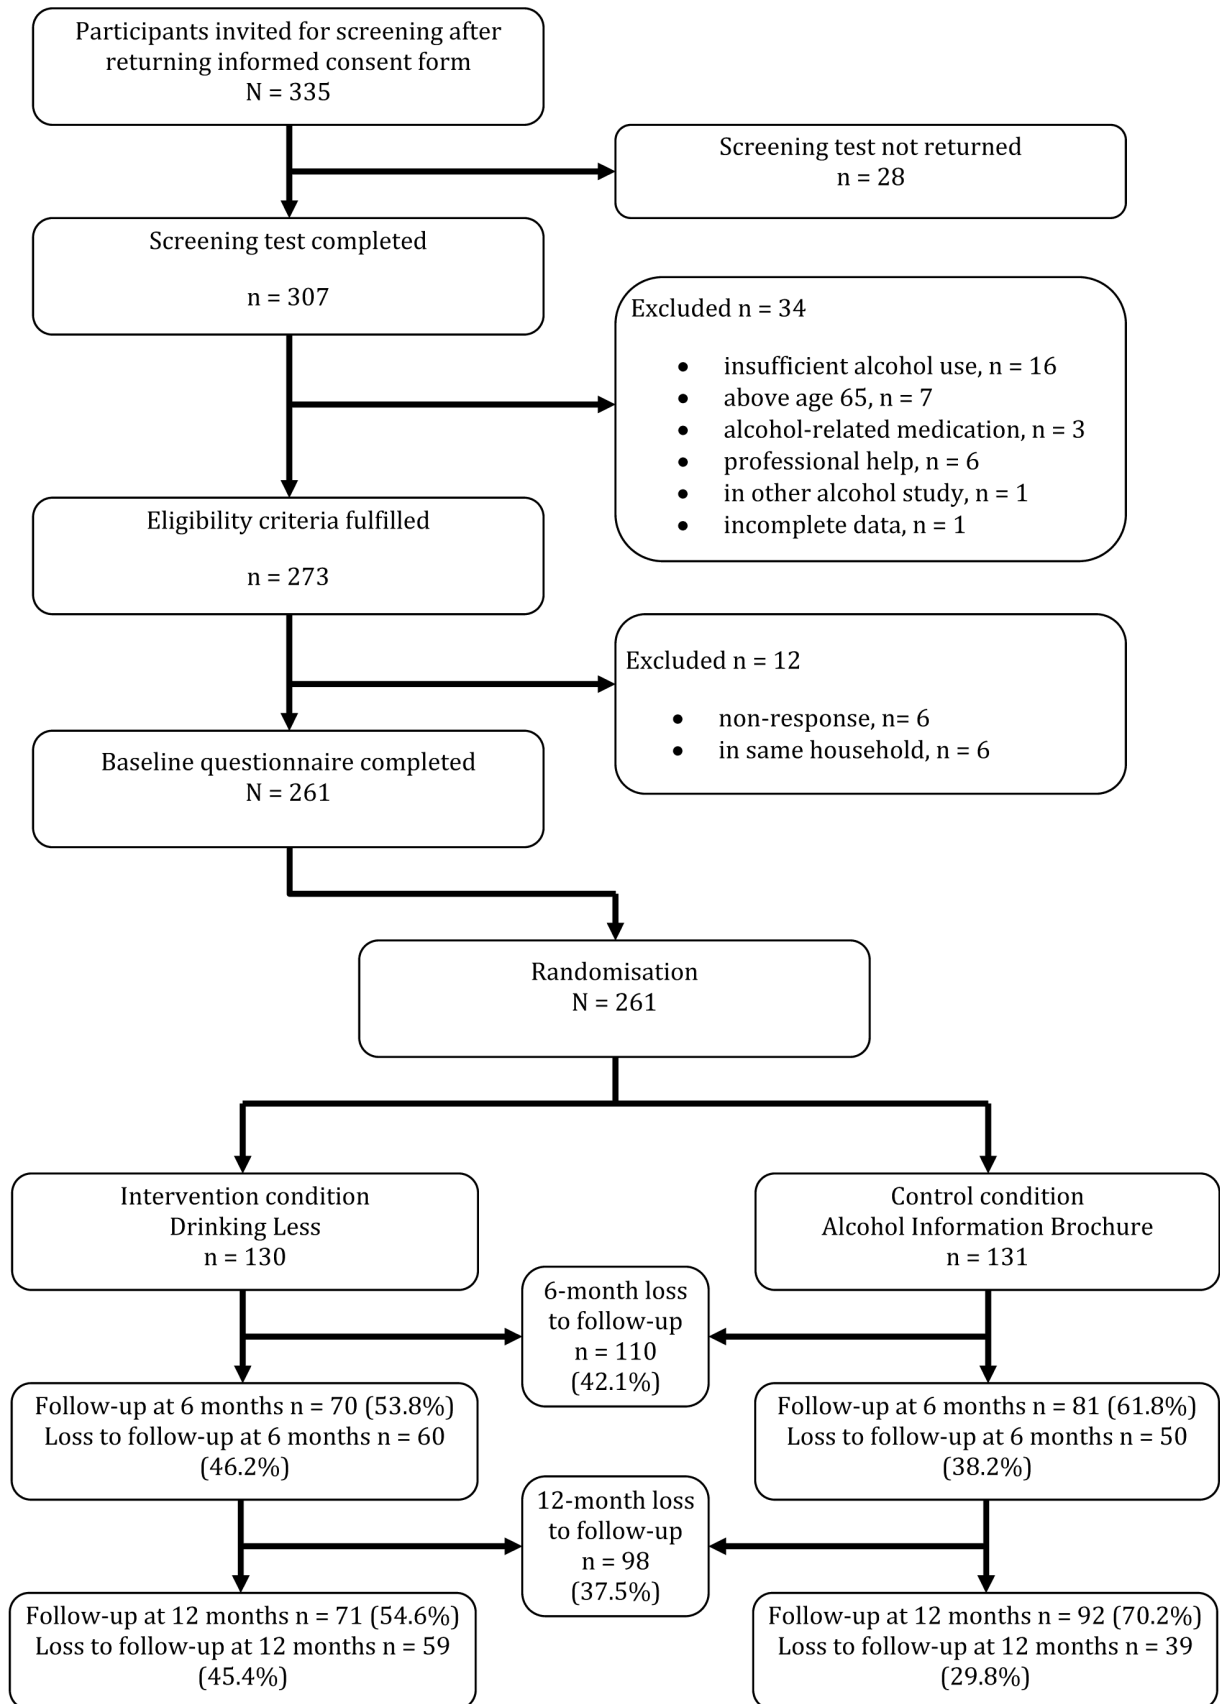 Participants invited for screening after
returning informed consent form
N = 335
Screening test not returned
n = 28
Screening test completed
n = 307
Excluded n = 34
• insufficient alcohol use, n = 16
• above age 65, n = 7
• alcohol-related medication, n = 3
• professional help, n = 6
• in other alcohol study, n = 1
• incomplete data, n = 1
Eligibility criteria fulfilled
n = 273
Excluded n = 12
• non-response, n= 6
• in same household, n = 6
Baseline questionnaire completed
N = 261
Randomisation
N = 261
Intervention condition
Drinking Less
n = 130
Control condition
Alcohol Information Brochure
n = 131
6-month loss
to follow-up
n = 110
(42.1%)
Follow-up at 6 months n = 70 (53.8%)
Loss to follow-up at 6 months n = 60
(46.2%)
Follow-up at 6 months n = 81 (61.8%)
Loss to follow-up at 6 months n = 50
(38.2%)
12-month loss
to follow-up
n = 98
(37.5%)
Follow-up at 12 months n = 71 (54.6%)
Loss to follow-up at 12 months n = 59
(45.4%)
Follow-up at 12 months n = 92 (70.2%)
Loss to follow-up at 12 months n = 39
(29.8%)